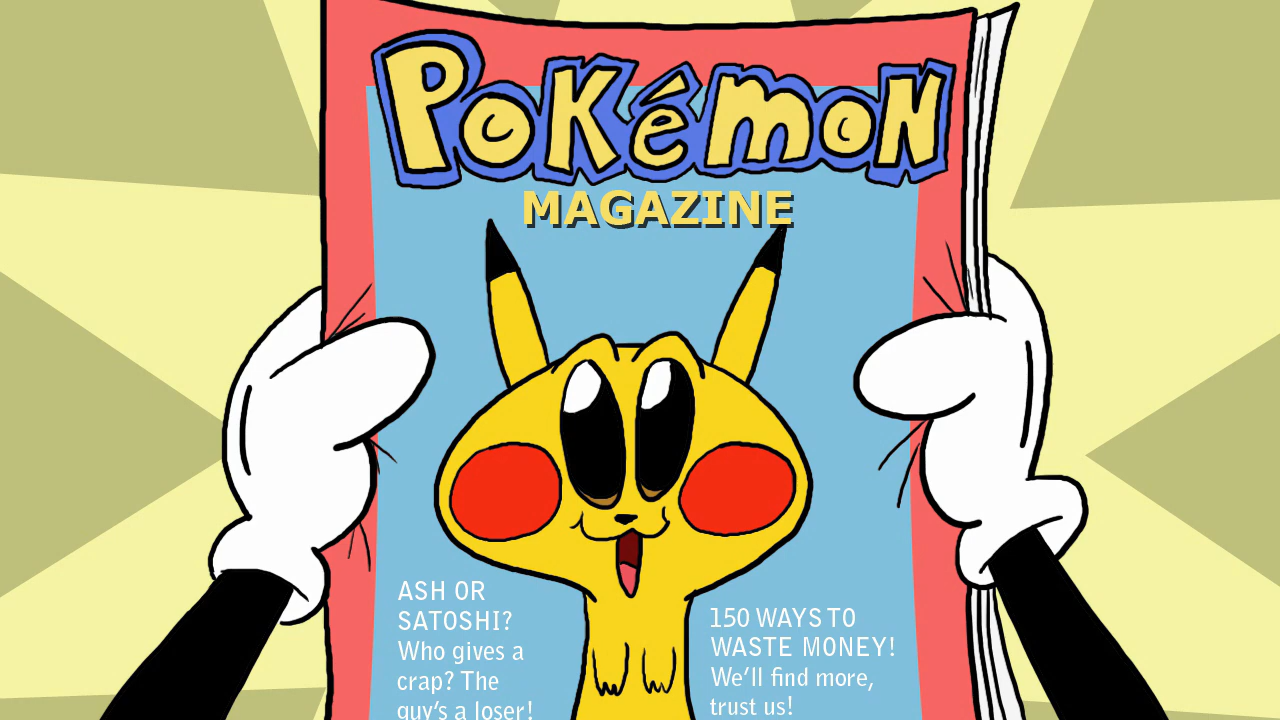 Pokémon
MAGAZINE
ASH OR
SATOSHI?
Who gives a
crap? The
guy's a loser!
150 WAYS TO
WASTE MONEY!
We'll find more,
trust us!